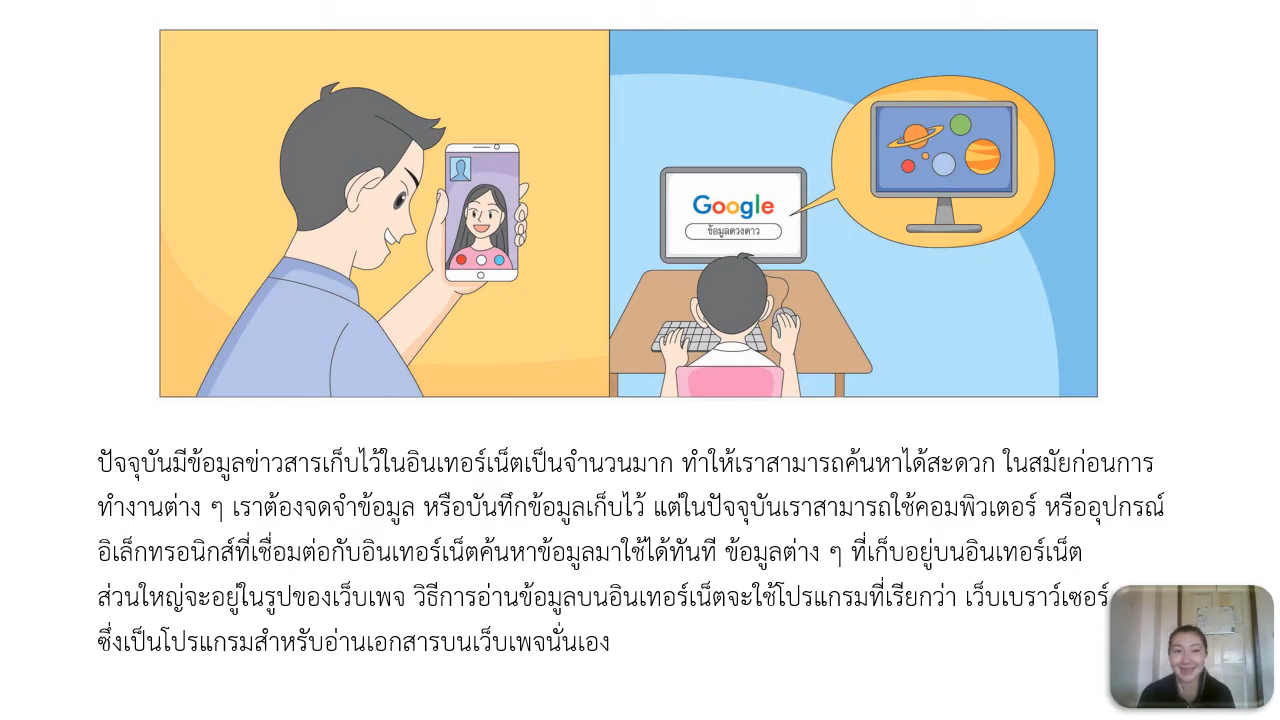 Google
ข้อมูลดวงดาว
ปัจจุบันมีข้อมูลข่าวสารเก็บไว้ในอินเทอร์เน็ตเป็นจำนวนมาก ทำให้เราสามารถค้นหาได้สะดวก ในสมัยก่อนการ
ทำงานต่าง ๆ เราต้องจดจำข้อมูล หรือบันทึกข้อมูลเก็บไว้ แต่ในปัจจุบันเราสามารถใช้คอมพิวเตอร์ หรืออุปกรณ์
อิเล็กทรอนิกส์ที่เชื่อมต่อกับอินเทอร์เน็ตค้นหาข้อมูลมาใช้ได้ทันที ข้อมูลต่าง ๆ ที่เก็บอยู่บนอินเทอร์เน็ต
ส่วนใหญ่จะอยู่ในรูปของเว็บเพจ วิธีการอ่านข้อมูลบนอินเทอร์เน็ตจะใช้โปรแกรมที่เรียกว่า เว็บเบราว์เซอร์
ซึ่งเป็นโปรแกรมสำหรับอ่านเอกสารบนเว็บเพจนั่นเอง